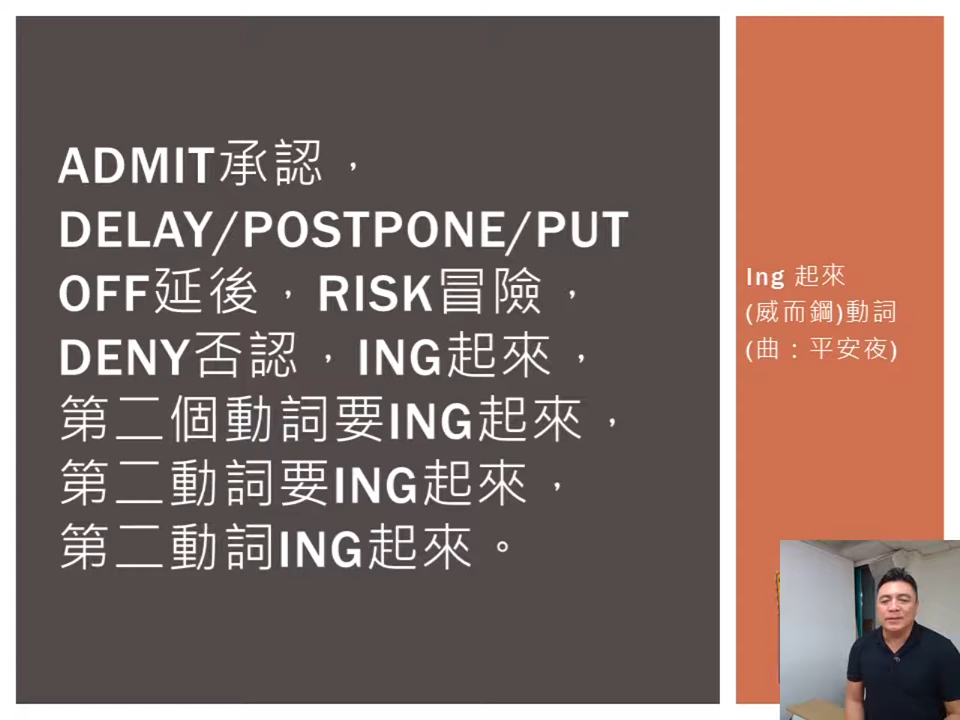 ADMIT承認，
DELAY/POSTPONE/PUT
OFF延後，RISK冒險，
DENY否認，ING起來，
第二個動詞要ING起來，
第二動詞要ING起來，
第二動詞ING起來。
Ing 起來
(威而鋼)動詞
(曲：平安夜)